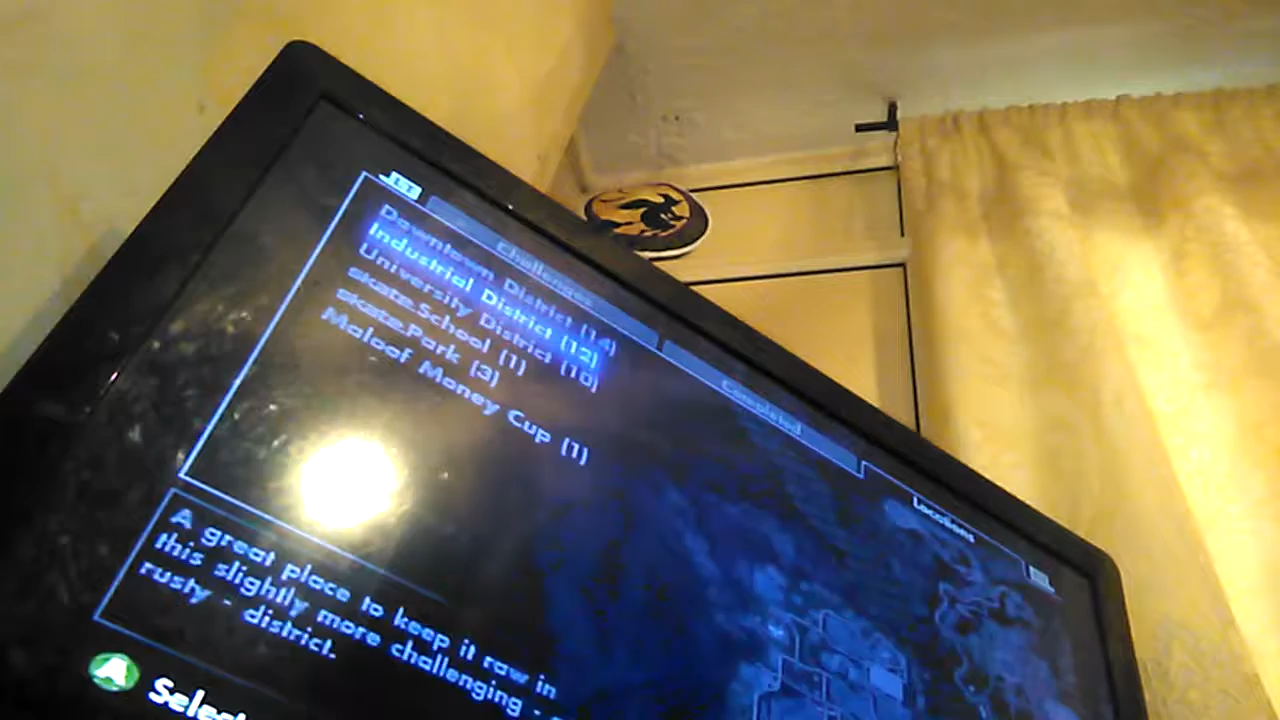 LT
Challenges
Completed
Locations
Downtown District (14)
Industrial District (12)
University District (10)
skate.School (1)
skate.Park (3)
Maloof Money Cup (1)
A great place to keep it raw in
this slightly more challenging -
rusty - district.
A Select